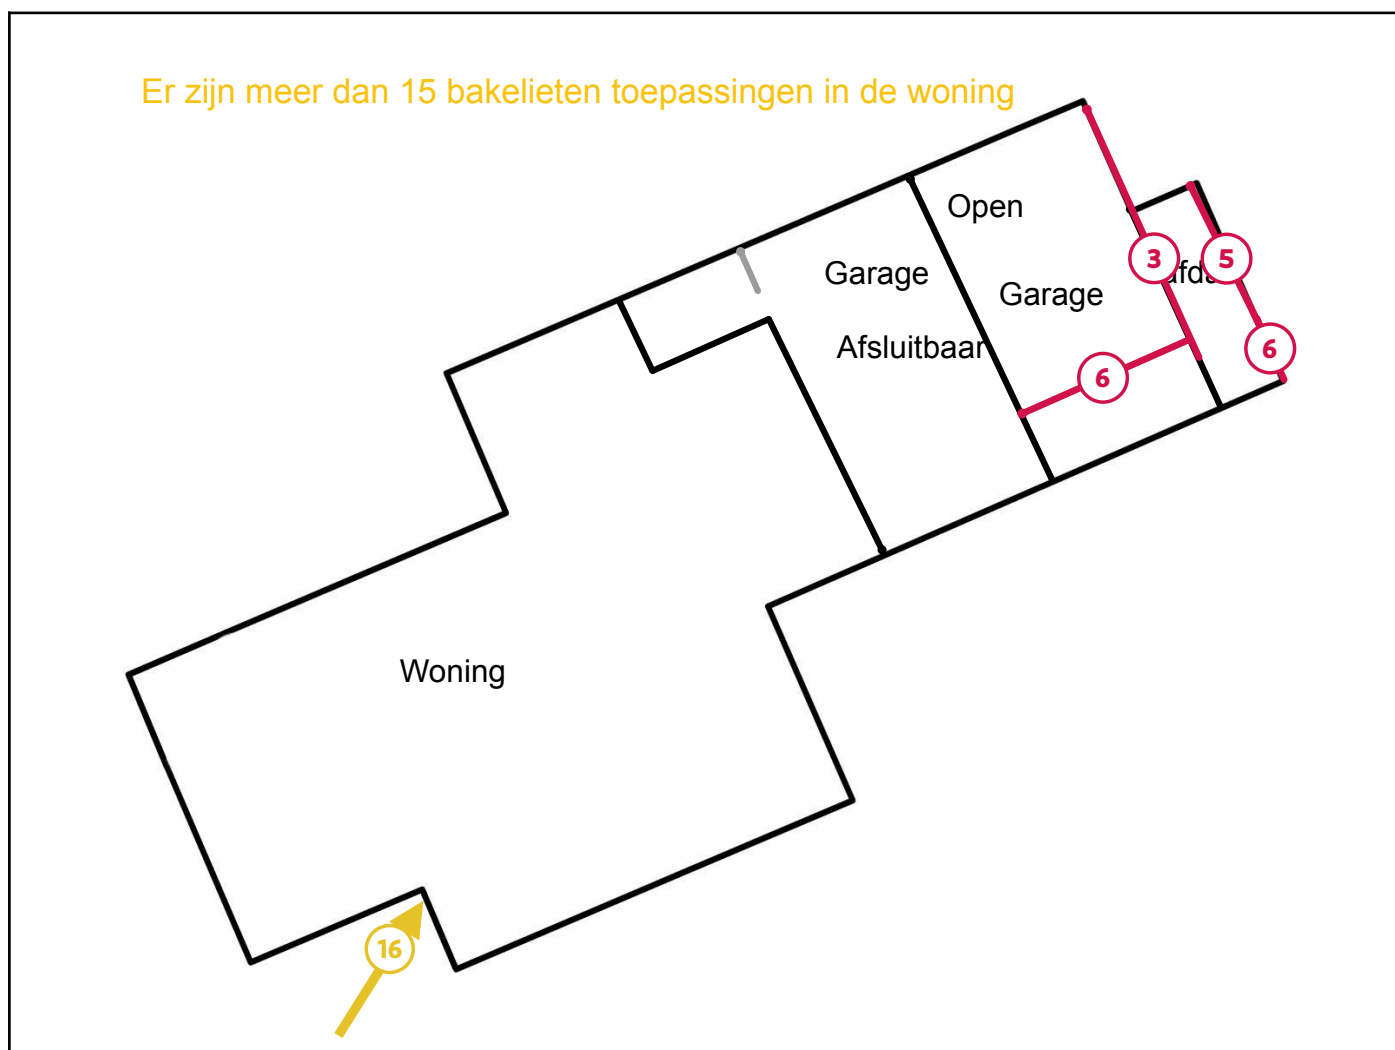 Er zijn meer dan 15 bakelieten toepassingen in de woning
Open
Garage
Garage
Afsluitbaar
3
5
6
6
Woning
16